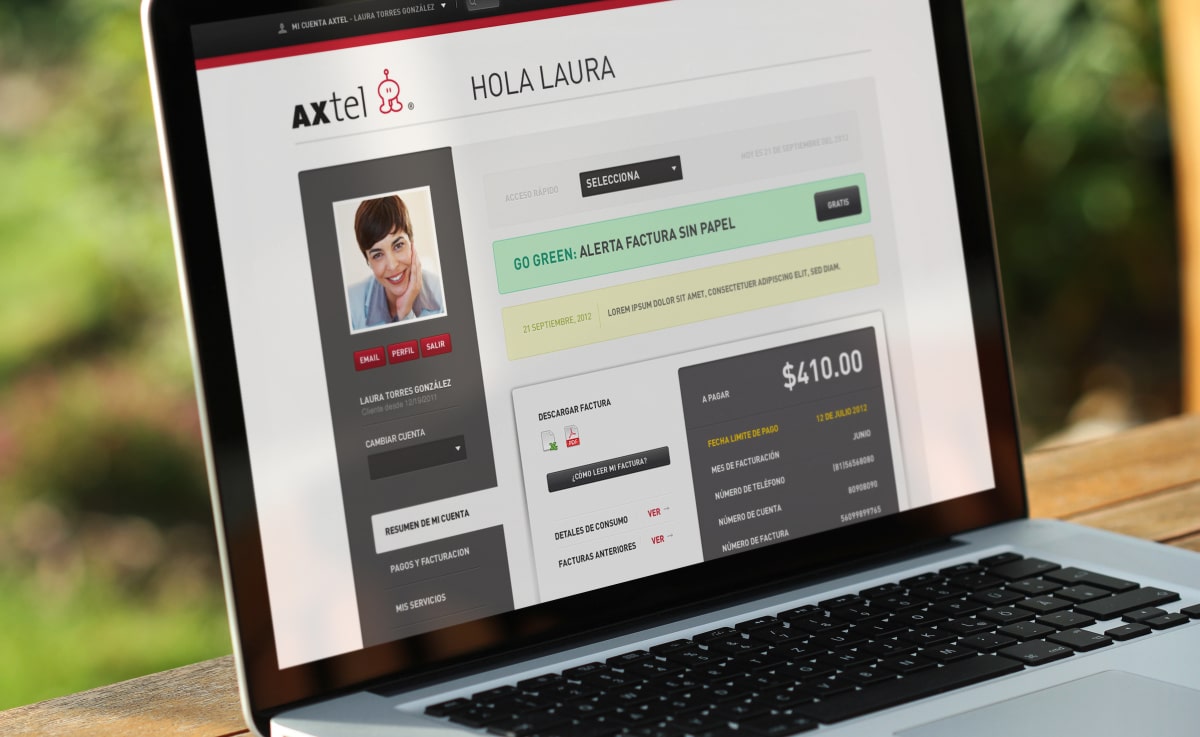 MI CUENTA AXTEL - LAURA TORRES GONZÁLEZ
AXtel ®
HOLA LAURA
ACCESO RÁPIDO
SELECCIONA
HOY ES 21 DE SEPTIEMBRE DEL 2012
GO GREEN: ALERTA FACTURA SIN PAPEL
GRATIS
21 SEPTIEMBRE, 2012
LOREM IPSUM DOLOR SIT AMET, CONSECTETUER ADIPISCING ELIT, SED DIAM.
EMAIL
PERFIL
SALIR
LAURA TORRES GONZÁLEZ
Cliente desde 12/15/2011
CAMBIAR CUENTA
RESUMEN DE MI CUENTA
PAGOS Y FACTURACION
MIS SERVICIOS
DESCARGAR FACTURA
PDF
¿CÓMO LEER MI FACTURA?
DETALES DE CONSUMO VER →
FACTURAS ANTERIORES VER →
A PAGAR $410.00
FECHA LIMITE DE PAGO 12 DE JULIO 2012
MES DE FACTURACIÓN JUNIO
NÚMERO DE TELÉFONO (81)56568080
NÚMERO DE CUENTA 80908090
NÚMERO DE FACTURA 56099899765